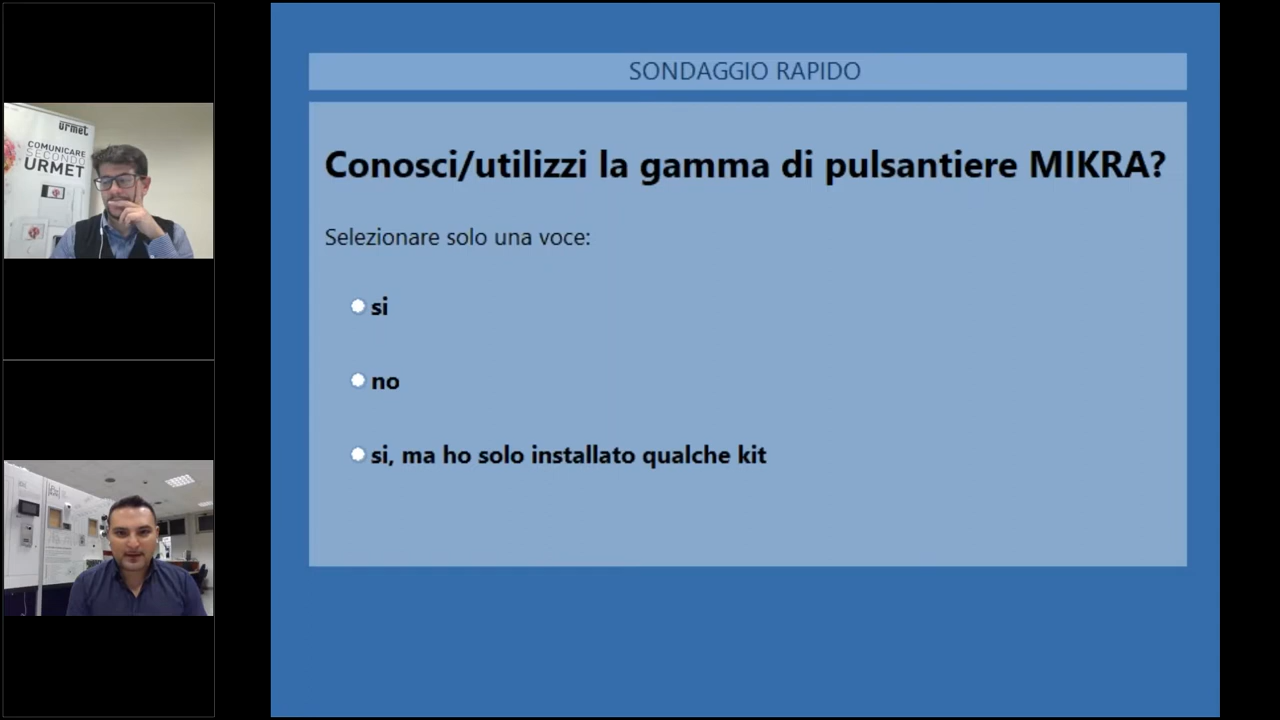 urmet
COMUNICARE
SECONDO
URMET
SONDAGGIO RAPIDO
Conosci/utilizzi la gamma di pulsantiere MIKRA?
Selezionare solo una voce:
si
no
si, ma ho solo installato qualche kit